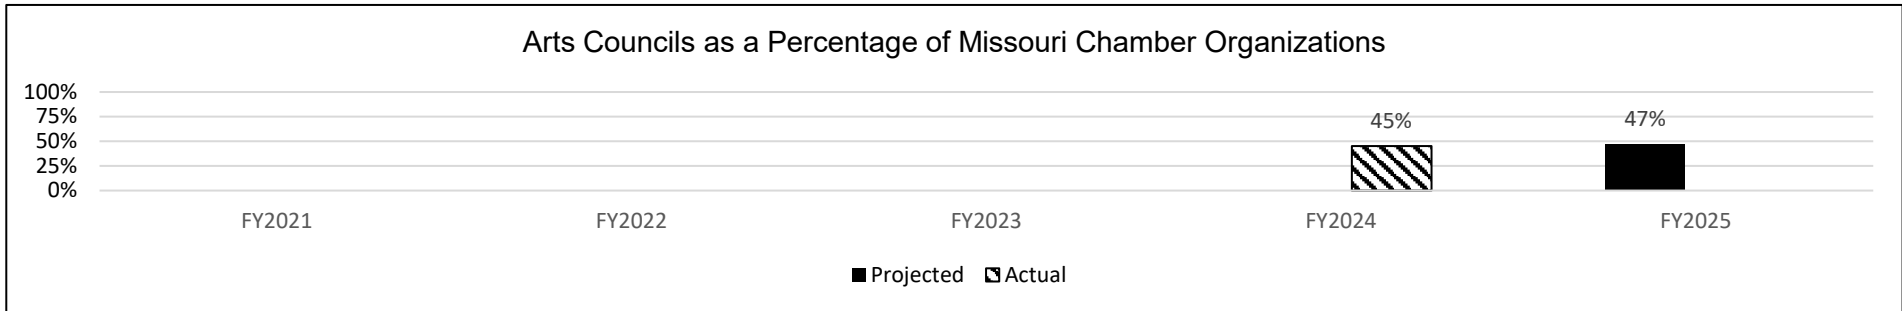 Arts Councils as a Percentage of Missouri Chamber Organizations
100%
75%
50%
25%
0%
45%
47%
FY2021
FY2022
FY2023
FY2024
FY2025
Projected
Actual